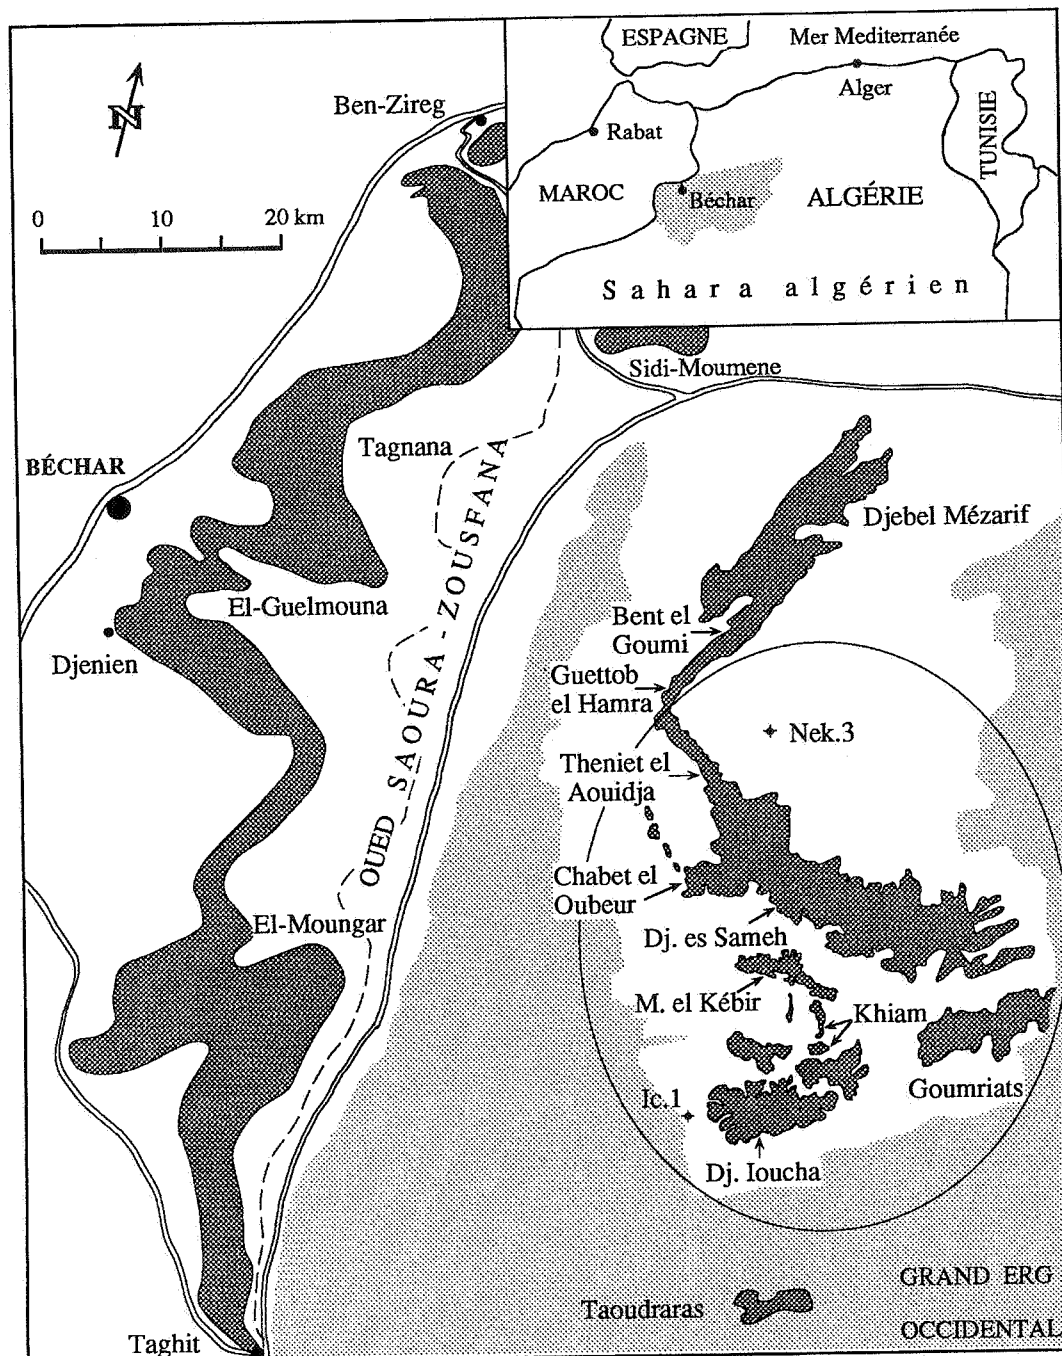 ESPAGNE
Mer Mediterranée
Alger
TUNISIE
Rabat
MAROC
Béchar
ALGÉRIE
Sahara algérien
N
Ben-Zireg
0 10 20 km
Sidi-Moumene
Tagnana
BÉCHAR
OUED SAOURA - ZOUSFANA
Djebel Mézarif
El-Guelmouna
Bent el
Goumi
Djenien
Guettob
el Hamra
Nek.3
Theniet el
Aouidja
Chabet el
Oubeur
El-Moungar
Dj. es Sameh
M. el Kébir
Khiam
Goumriats
Ic.1
Dj. Ioucha
GRAND ERG
OCCIDENTAL
Taoudraras
Taghit